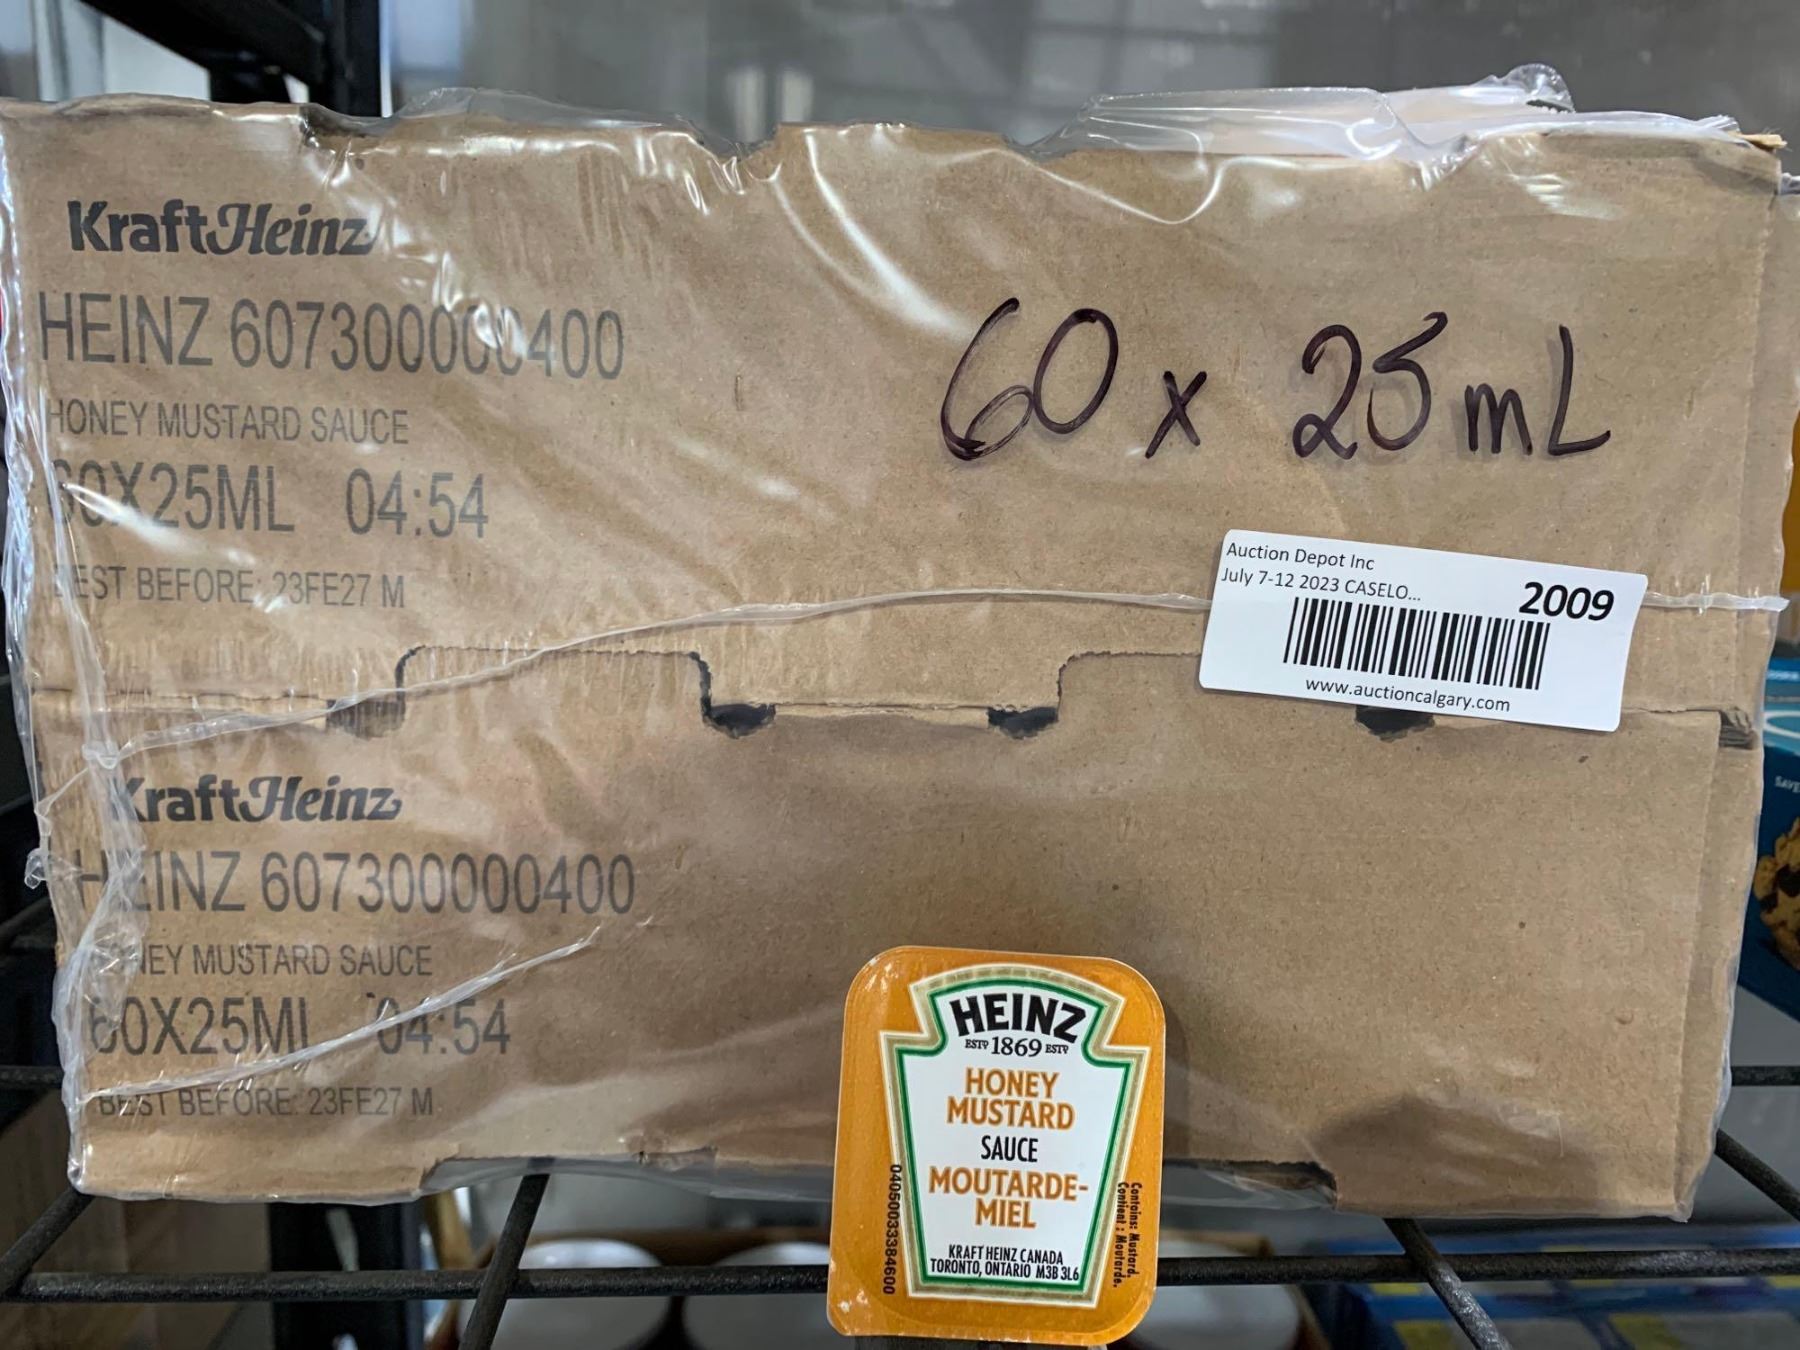 KraftHeinz
HEINZ 607300000400
HONEY MUSTARD SAUCE
60X25ML 04:54
BEST BEFORE: 23FE27 M
60 x 25 mL
Auction Depot Inc
July 7-12 2023 CASELO...
2009
www.auctioncalgary.com
KraftHeinz
HEINZ 607300000400
HONEY MUSTARD SAUCE
60X25ML 04:54
BEST BEFORE: 23FE27 M
HEINZ
ESTD 1869 ESTD
HONEY
MUSTARD
SAUCE
MOUTARDE-
MIEL
KRAFT HEINZ CANADA
TORONTO, ONTARIO M3B 3L6
Contains: Mustard.
Contient : Moutarde.